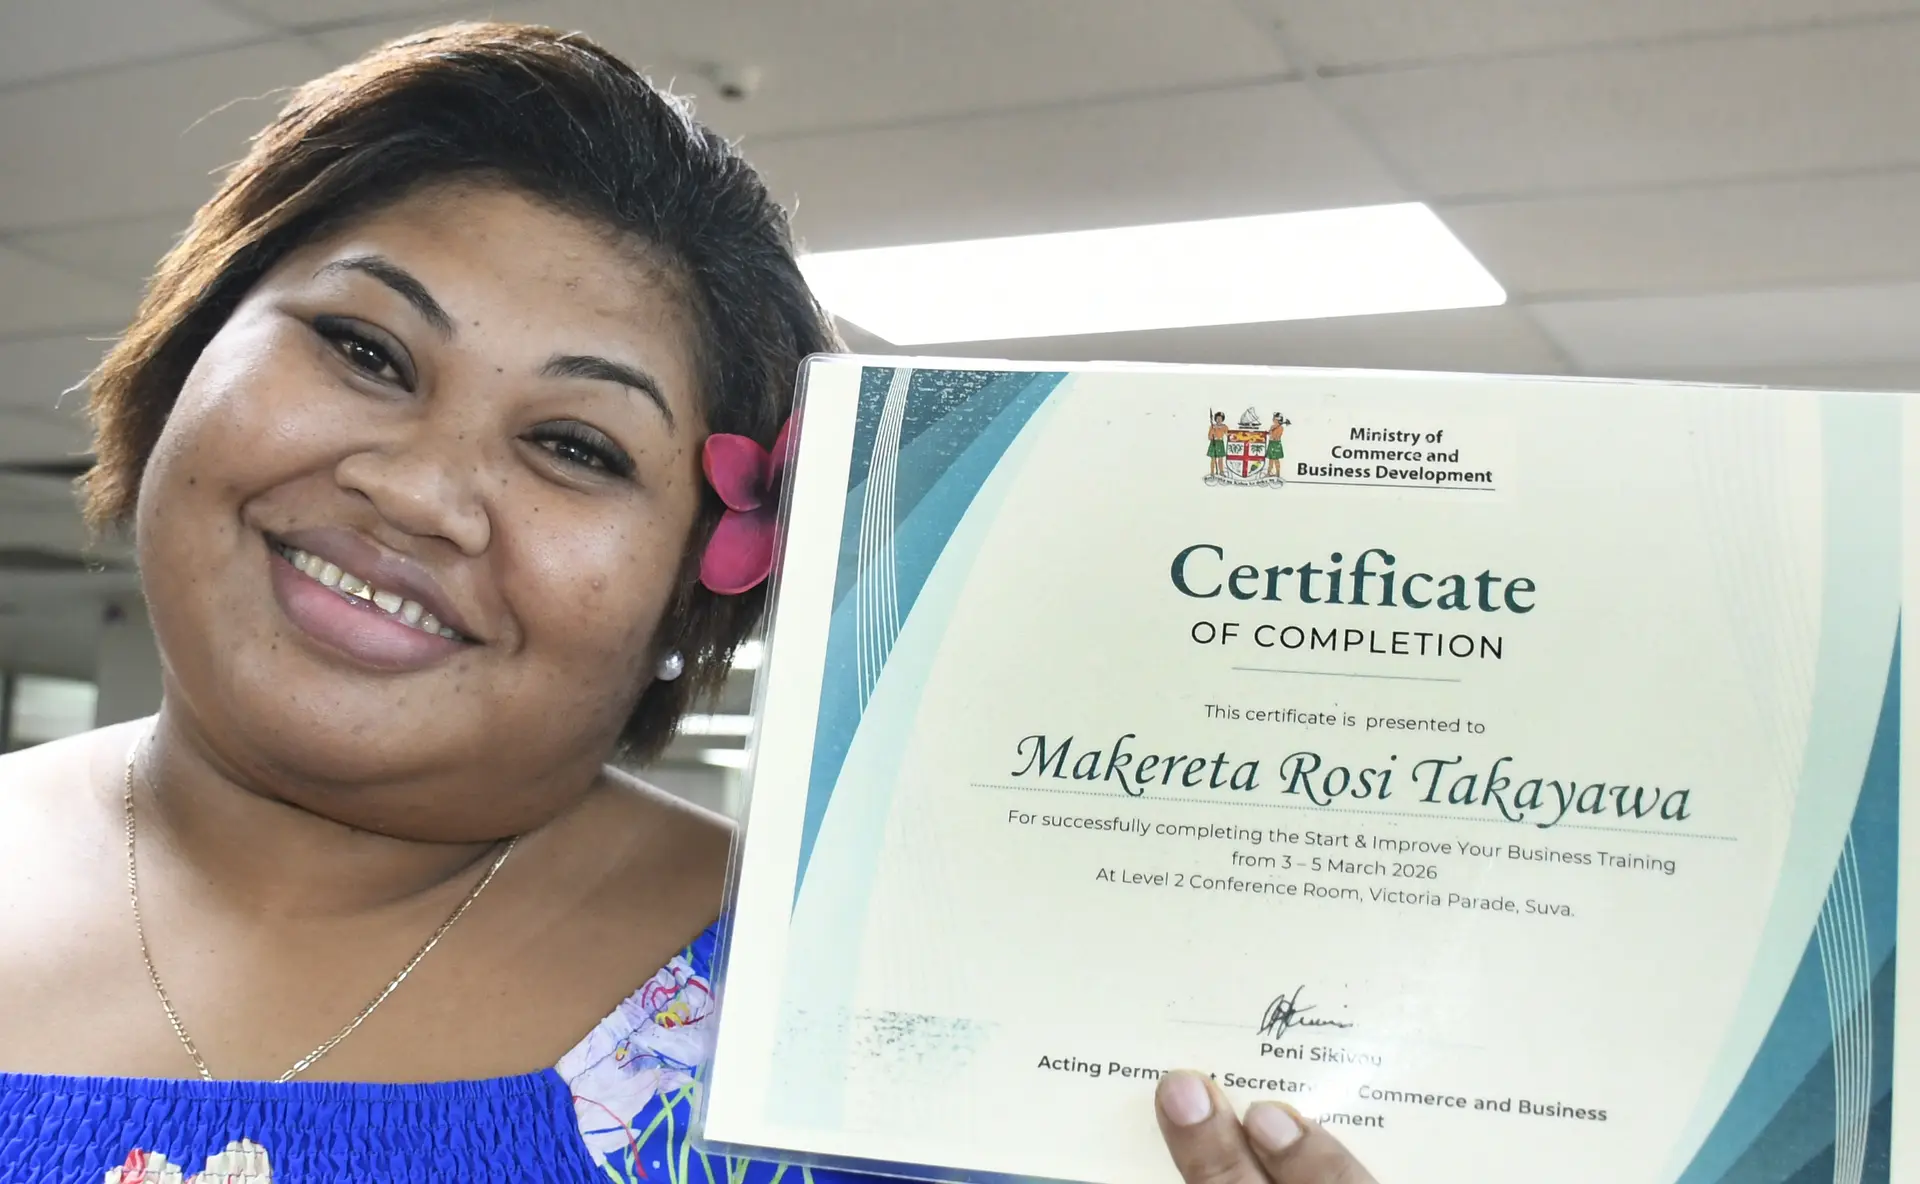 Ministry of
Commerce and
Business Development
Certificate
OF COMPLETION
This certificate is presented to
Makereta Rosi Takayawa
For successfully completing the Start & Improve Your Business Training
from 3 – 5 March 2026
At Level 2 Conference Room, Victoria Parade, Suva.
Peni Sikivou
Acting Secretary Commerce and Business